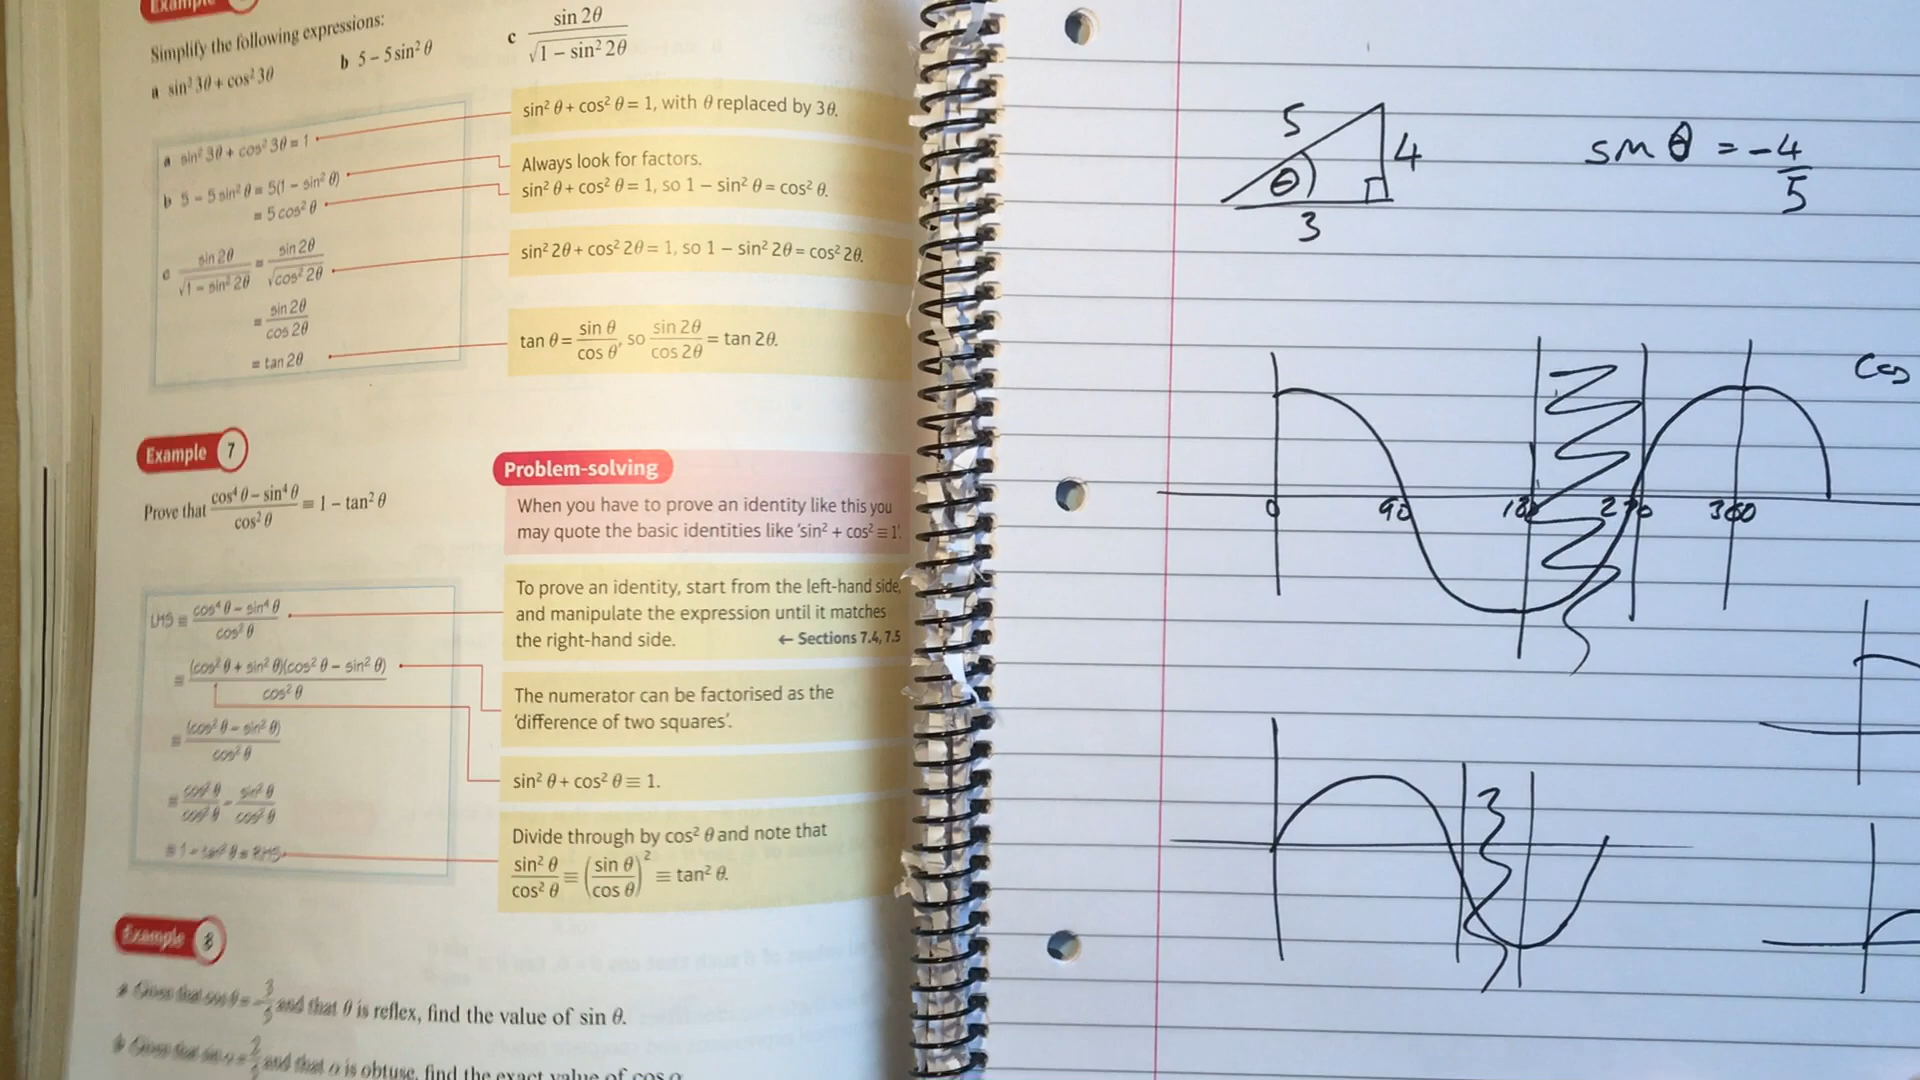 Example
Simplify the following expressions:
a sin² 3θ + cos² 3θ
b 5 – 5 sin² θ
c sin 2θ / √1 – sin² 2θ
a sin² 3θ + cos² 3θ = 1
sin² θ + cos² θ = 1, with θ replaced by 3θ.
b 5 – 5 sin² θ = 5(1 – sin² θ)
= 5 cos² θ
Always look for factors.
sin² θ + cos² θ = 1, so 1 – sin² θ = cos² θ.
c sin 2θ / √1 – sin² 2θ = sin 2θ / √cos² 2θ
sin² 2θ + cos² 2θ = 1, so 1 – sin² 2θ = cos² 2θ.
= sin 2θ / cos 2θ
= tan 2θ
tan θ = sin θ / cos θ, so sin 2θ / cos 2θ = tan 2θ.
Example 7
Prove that cos⁴ θ – sin⁴ θ / cos² θ ≡ 1 – tan² θ
Problem-solving
When you have to prove an identity like this you
may quote the basic identities like 'sin² + cos² ≡ 1'.
LHS ≡ cos⁴ θ – sin⁴ θ / cos² θ
To prove an identity, start from the left-hand side,
and manipulate the expression until it matches
the right-hand side. ← Sections 7.4, 7.5
≡ (cos² θ + sin² θ)(cos² θ – sin² θ) / cos² θ
The numerator can be factorised as the
'difference of two squares'.
≡ (cos² θ – sin² θ) / cos² θ
sin² θ + cos² θ ≡ 1.
≡ cos² θ / cos² θ – sin² θ / cos² θ
≡ 1 – tan² θ = RHS
Divide through by cos² θ and note that
sin² θ / cos² θ ≡ (sin θ / cos θ)² ≡ tan² θ.
Example 8
a Given that cos θ = –3/5 and that θ is reflex, find the value of sin θ.
b Given that sin α = 2/ and that α is obtuse, find the exact value of cos α.
5
4
θ
3
sin θ = -4/5
cos
0 90 180 270 360